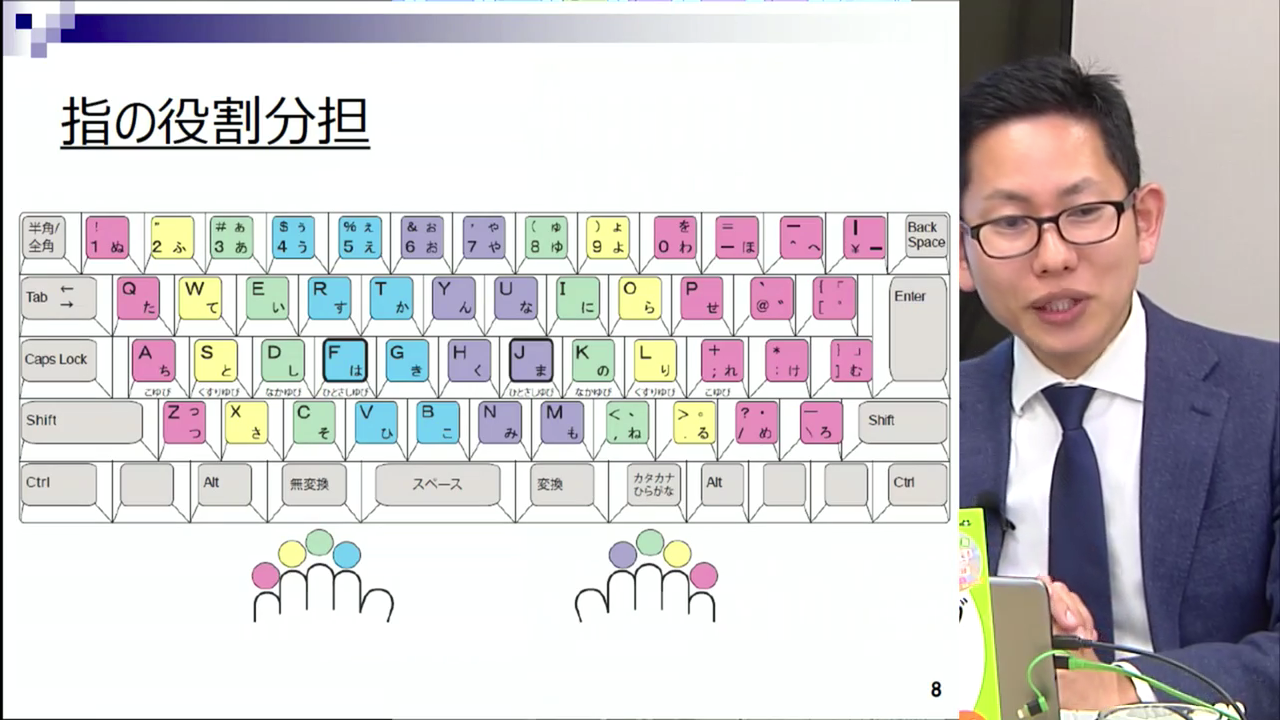 指の役割分担
半角/全角 ! 1 ぬ " 2 ふ # ぁ 3 あ $ ぅ 4 う % ぇ 5 え & ぉ 6 お ' ゃ 7 や ( ゅ 8 ゆ ) ょ 9 よ を 0 わ = ー ほ ー ^ へ | ¥ ー Back Space
Tab ← → Q た W て E い R す T か Y ん U な I に O ら P せ ` @ ゛ { 「 [ ゜ Enter
Caps Lock A ち S と D し F は G き H く J ま K の L り + ; れ * : け } 」 ] む
こゆび くすりゆび なかゆび ひとさしゆび ひとさしゆび なかゆび くすりゆび こゆび
Shift Z っ つ X さ C そ V ひ B こ N み M も < 、 , ね > 。 . る ? ・ / め ー \ ろ Shift
Ctrl Alt 無変換 スペース 変換 カタカナ ひらがな Alt Ctrl
8